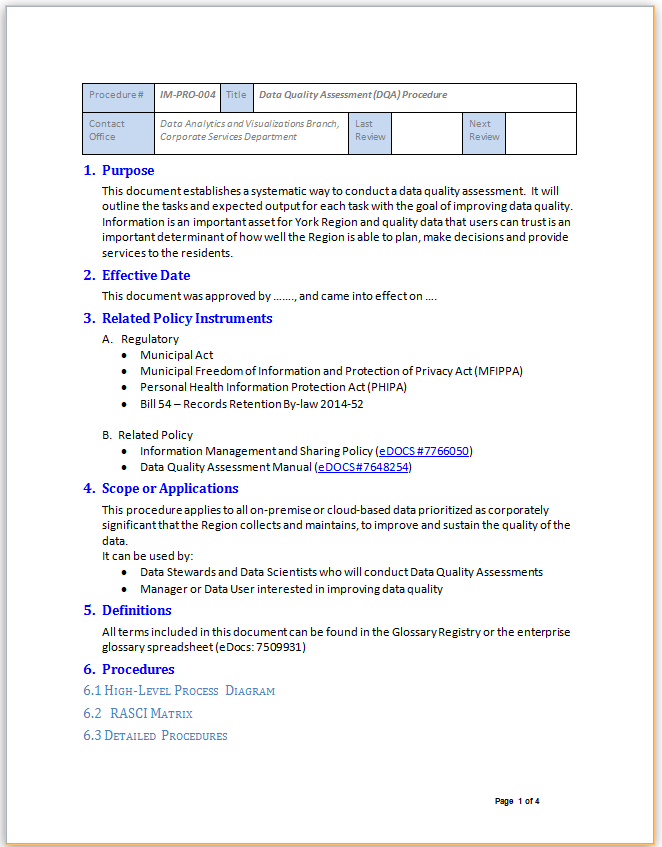 Procedure # IM-PRO-004 Title Data Quality Assessment (DQA) Procedure
Contact Office Data Analytics and Visualizations Branch, Corporate Services Department Last Review Next Review
1. Purpose
This document establishes a systematic way to conduct a data quality assessment. It will
outline the tasks and expected output for each task with the goal of improving data quality.
Information is an important asset for York Region and quality data that users can trust is an
important determinant of how well the Region is able to plan, make decisions and provide
services to the residents.
2. Effective Date
This document was approved by ……., and came into effect on ….
3. Related Policy Instruments
A. Regulatory
• Municipal Act
• Municipal Freedom of Information and Protection of Privacy Act (MFIPPA)
• Personal Health Information Protection Act (PHIPA)
• Bill 54 – Records Retention By-law 2014-52
B. Related Policy
• Information Management and Sharing Policy (eDOCS #7766050)
• Data Quality Assessment Manual (eDOCS#7648254)
4. Scope or Applications
This procedure applies to all on-premise or cloud-based data prioritized as corporately
significant that the Region collects and maintains, to improve and sustain the quality of the
data.
It can be used by:
• Data Stewards and Data Scientists who will conduct Data Quality Assessments
• Manager or Data User interested in improving data quality
5. Definitions
All terms included in this document can be found in the Glossary Registry or the enterprise
glossary spreadsheet (eDocs: 7509931)
6. Procedures
6.1 High-Level Process Diagram
6.2 RASCI Matrix
6.3 Detailed Procedures
Page 1 of 4